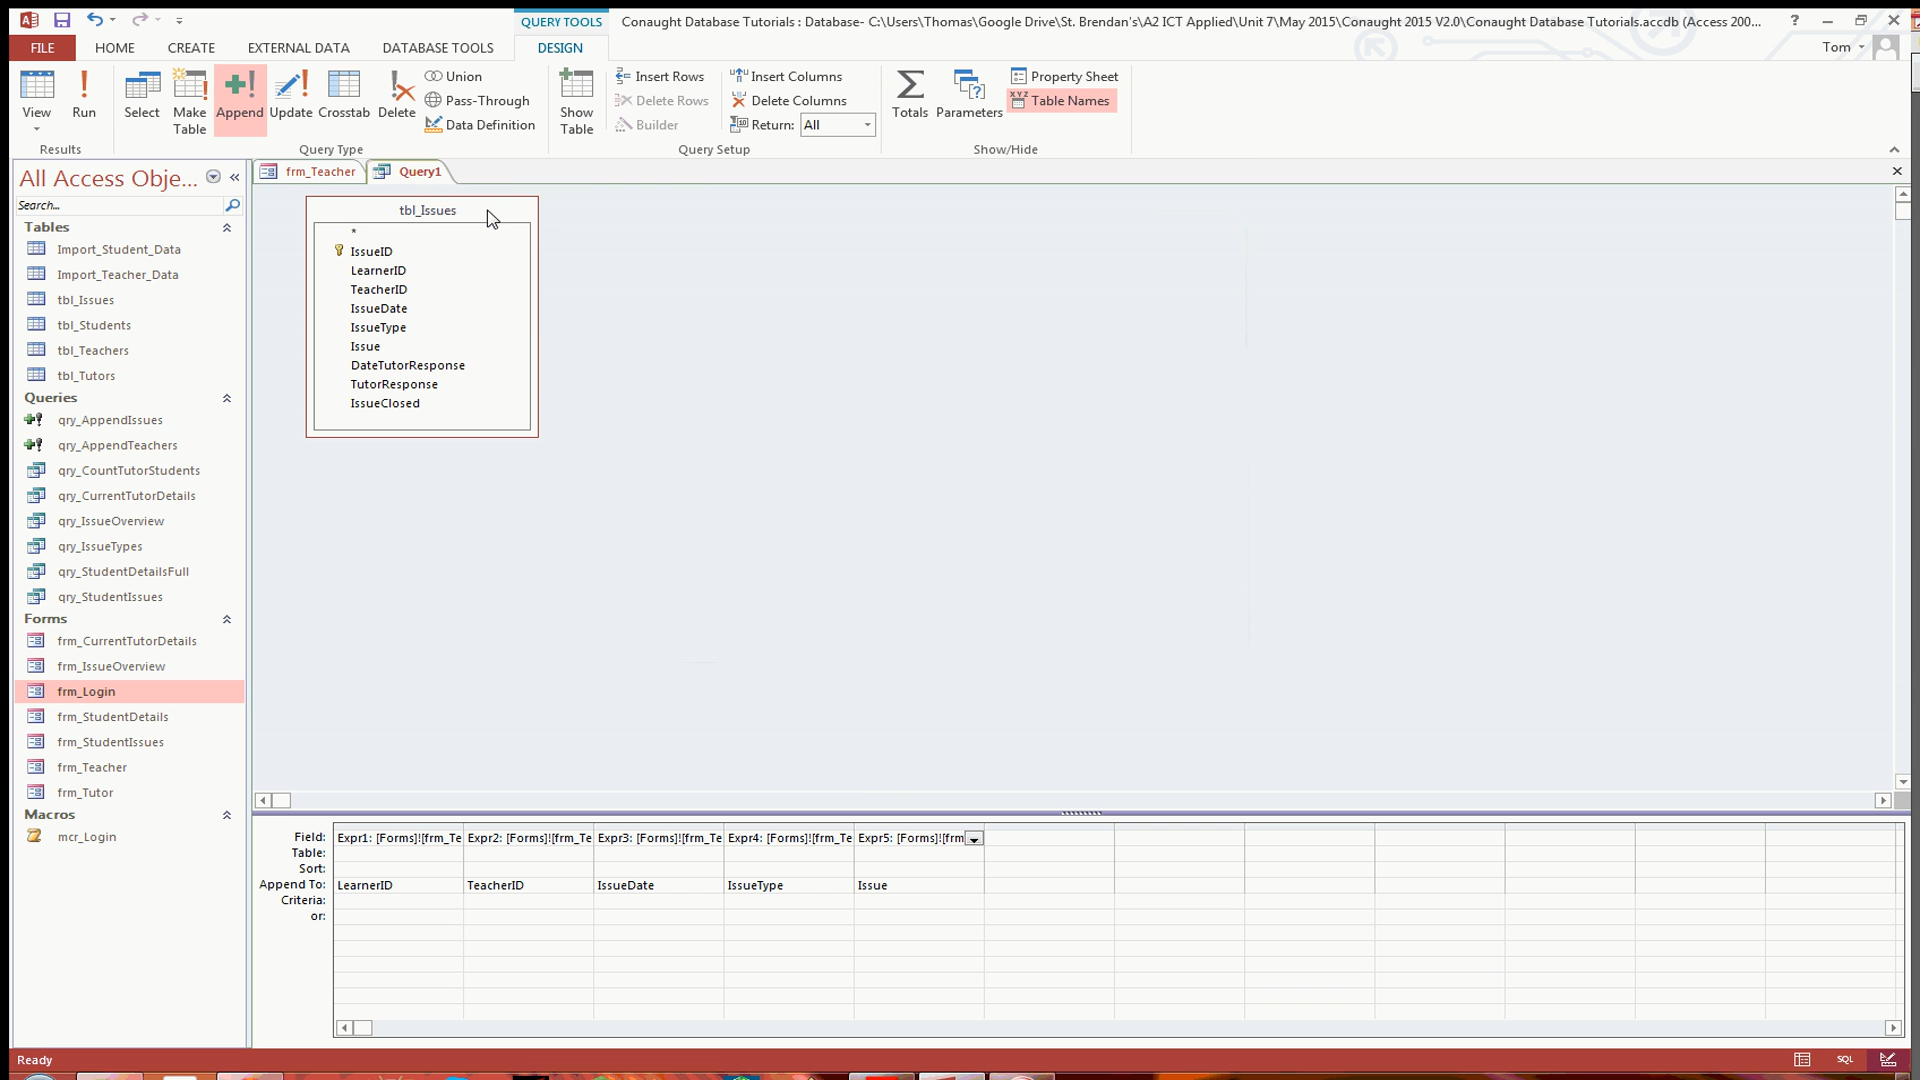 QUERY TOOLS
Conaught Database Tutorials : Database- C:\Users\Thomas\Google Drive\St. Brendan's\A2 ICT Applied\Unit 7\May 2015\Conaught 2015 V2.0\Conaught Database Tutorials.accdb (Access 200...
?
FILE HOME CREATE EXTERNAL DATA DATABASE TOOLS DESIGN
Tom
View
Run
Select
Make Table
Append
Update
Crosstab
Delete
Union
Pass-Through
Data Definition
Show Table
Insert Rows
Delete Rows
Builder
Insert Columns
Delete Columns
Return: All
Totals
Parameters
Property Sheet
Table Names
Results
Query Type
Query Setup
Show/Hide
All Access Obje...
Search...
Tables
Import_Student_Data
Import_Teacher_Data
tbl_Issues
tbl_Students
tbl_Teachers
tbl_Tutors
Queries
qry_AppendIssues
qry_AppendTeachers
qry_CountTutorStudents
qry_CurrentTutorDetails
qry_IssueOverview
qry_IssueTypes
qry_StudentDetailsFull
qry_StudentIssues
Forms
frm_CurrentTutorDetails
frm_IssueOverview
frm_Login
frm_StudentDetails
frm_StudentIssues
frm_Teacher
frm_Tutor
Macros
mcr_Login
frm_Teacher
Query1
tbl_Issues
*
IssueID
LearnerID
TeacherID
IssueDate
IssueType
Issue
DateTutorResponse
TutorResponse
IssueClosed
Field: Expr1: [Forms]![frm_Te Expr2: [Forms]![frm_Te Expr3: [Forms]![frm_Te Expr4: [Forms]![frm_Te Expr5: [Forms]![frm
Table:
Sort:
Append To: LearnerID TeacherID IssueDate IssueType Issue
Criteria:
or:
Ready
SQL